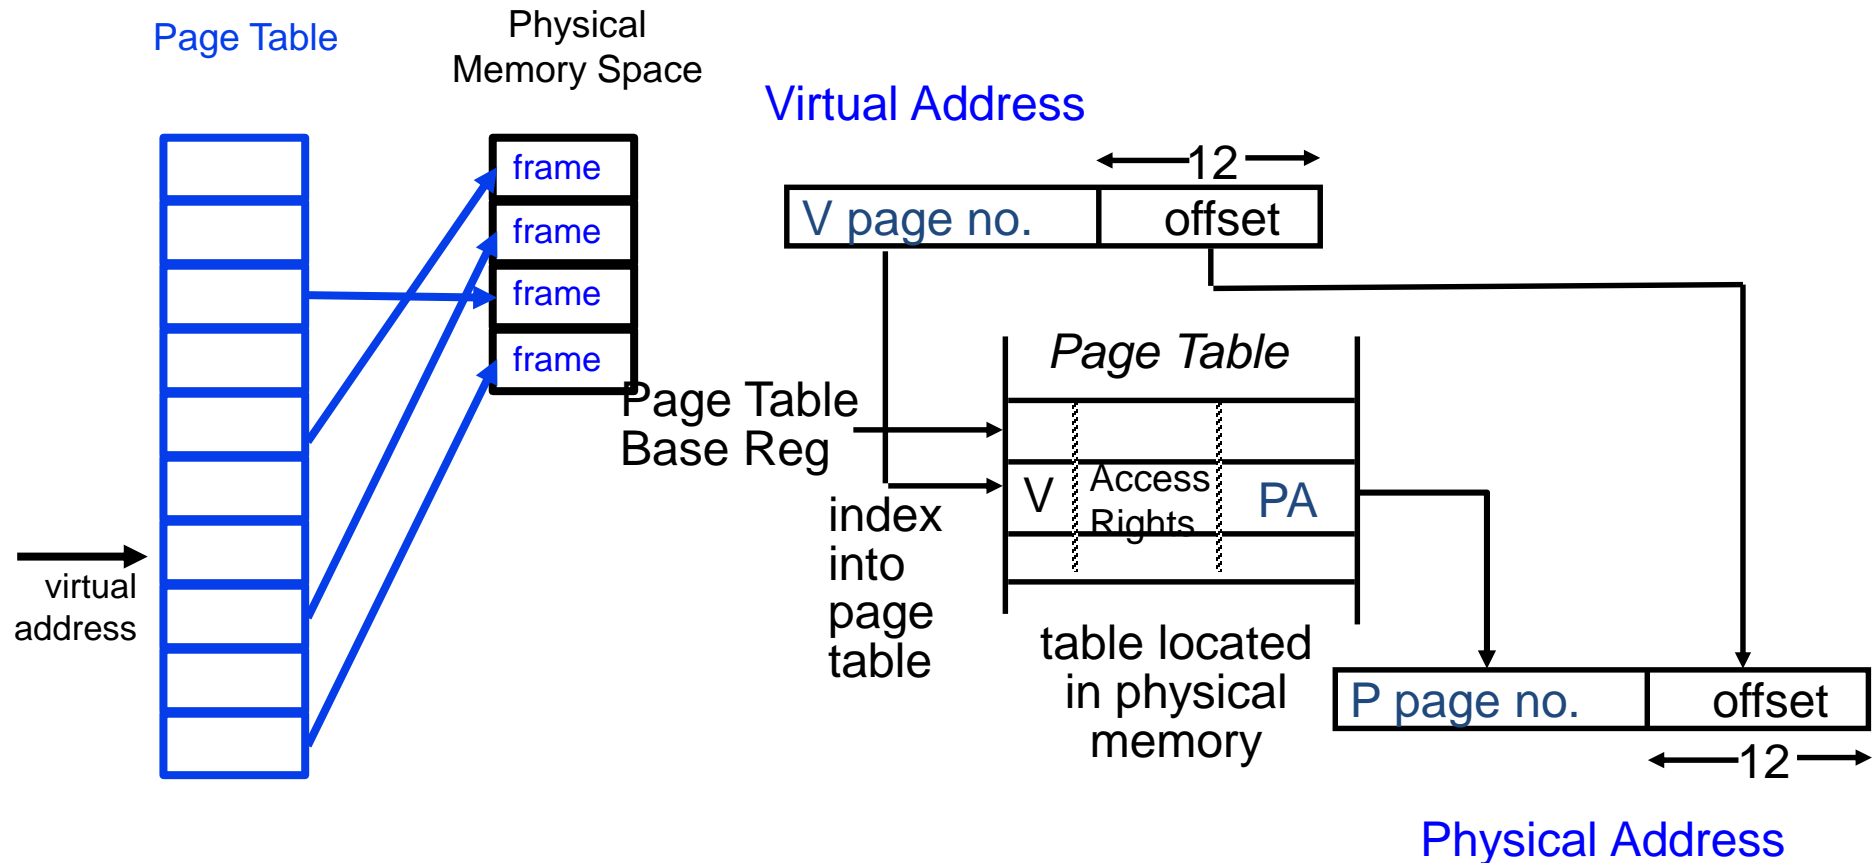 Page Table
Physical
Memory Space
frame
frame
frame
frame
virtual
address
Virtual Address
12
V page no.
offset
Page Table
Page Table
Base Reg
V
Access
Rights
PA
index
into
page
table
table located
in physical
memory
P page no.
offset
12
Physical Address